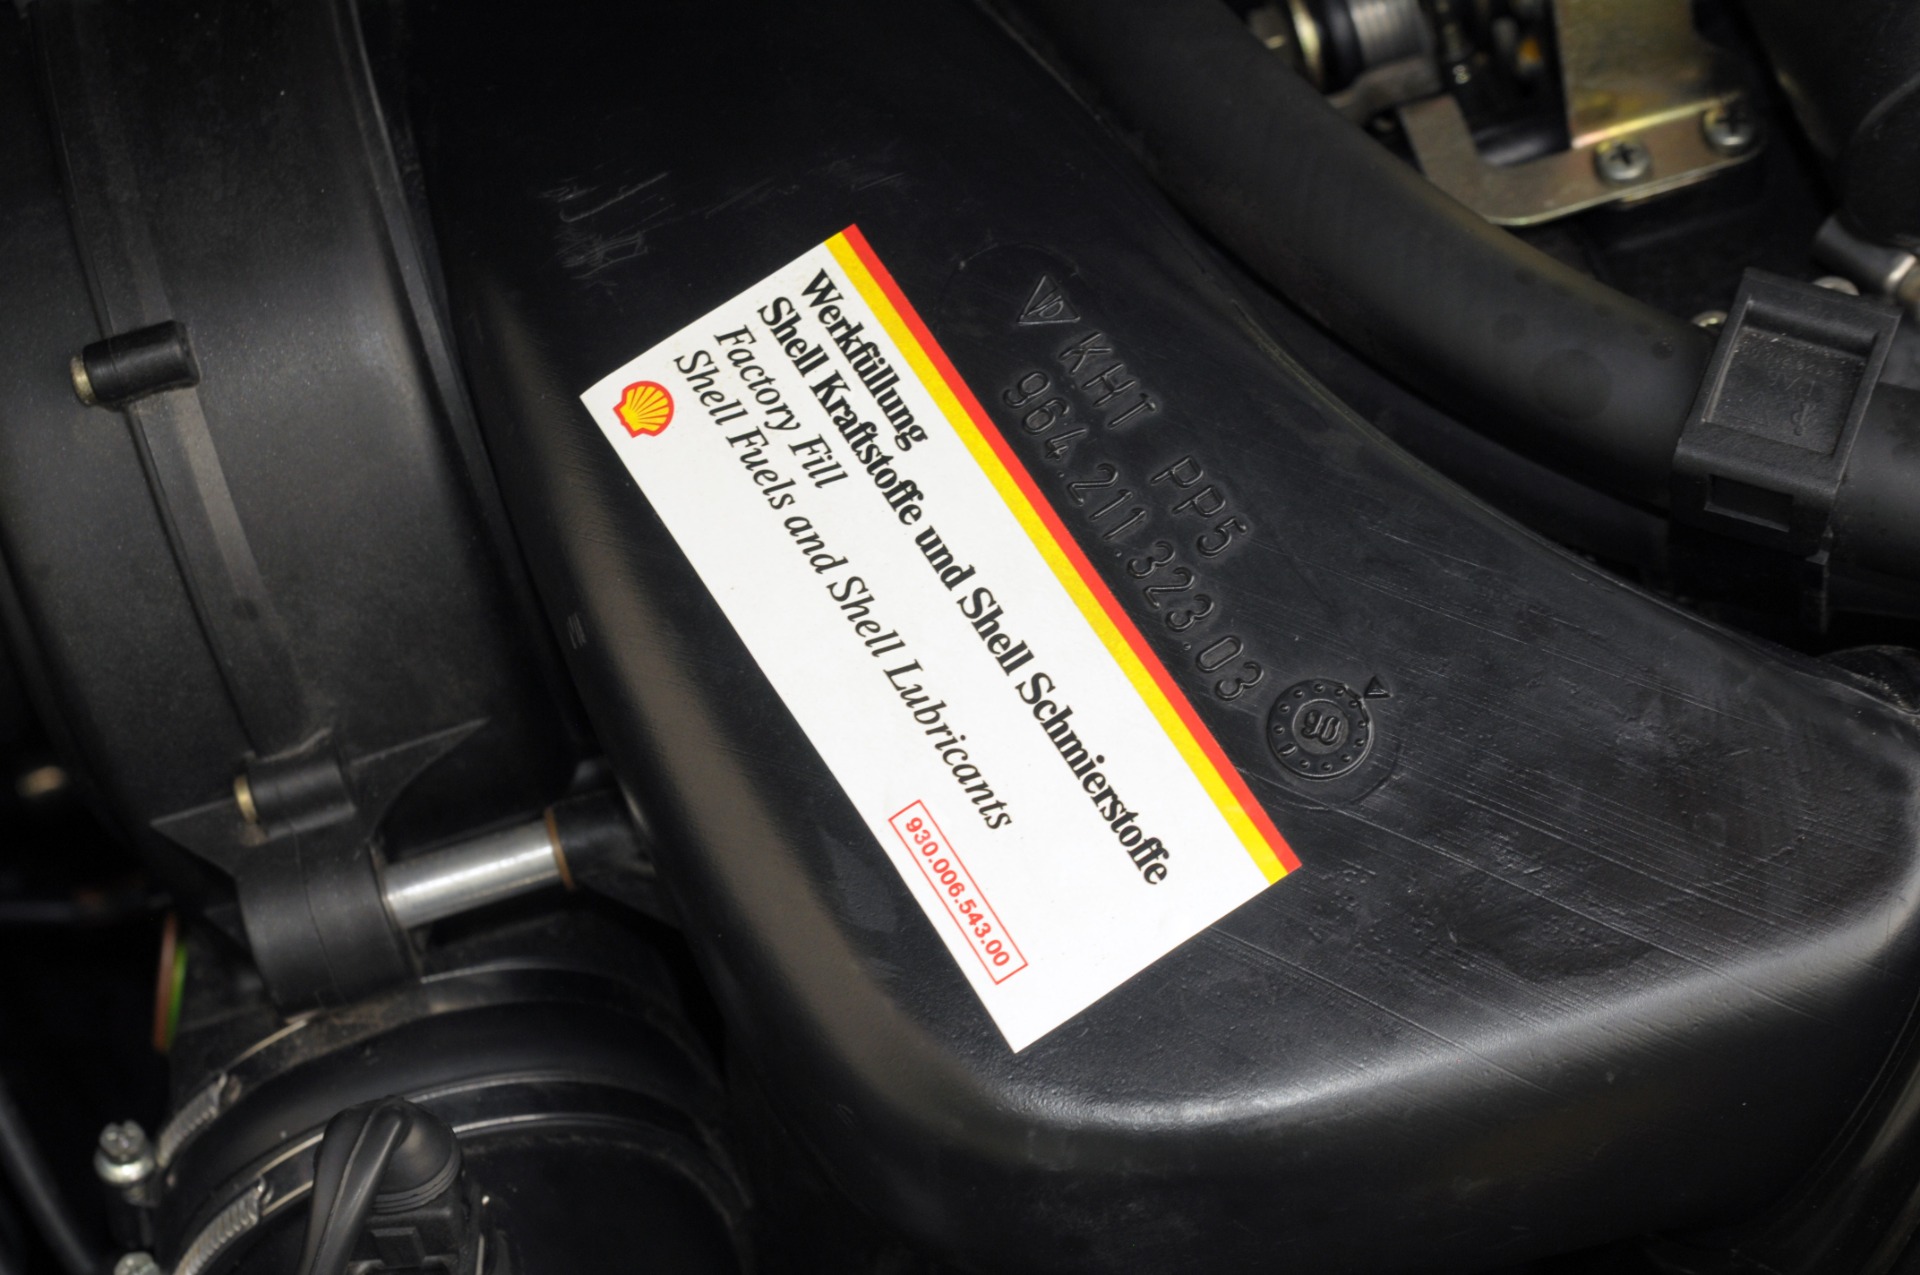 Werkfüllung
Shell Kraftstoffe und Shell Schmierstoffe
Factory Fill
Shell Fuels and Shell Lubricants
930.006.543.00
KHT PP5
964.211.323.03